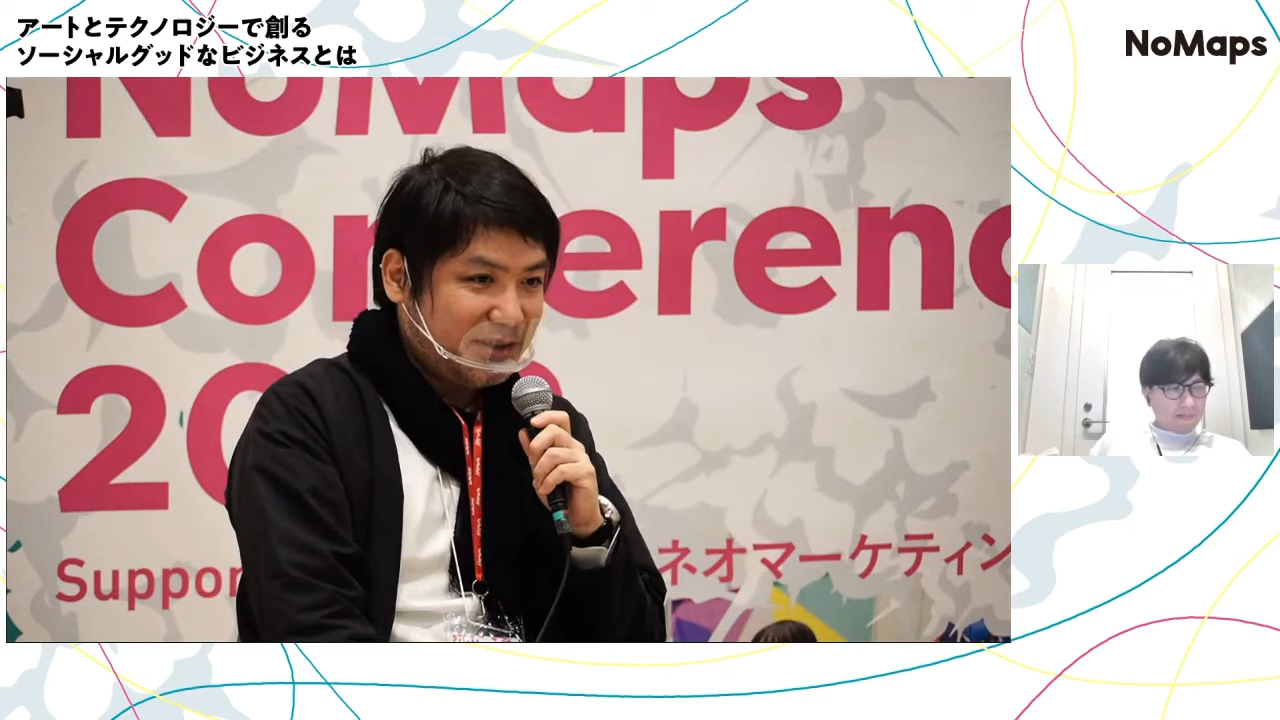 アートとテクノロジーで創る
ソーシャルグッドなビジネスとは
NoMaps
NoMaps
Conferenc
20
Suppor
ネオマーケティン